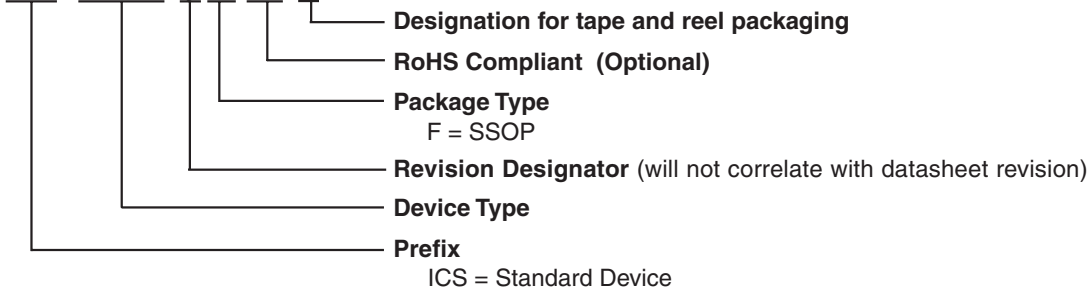 Designation for tape and reel packaging
RoHS Compliant (Optional)
Package Type
F = SSOP
Revision Designator (will not correlate with datasheet revision)
Device Type
Prefix
ICS = Standard Device